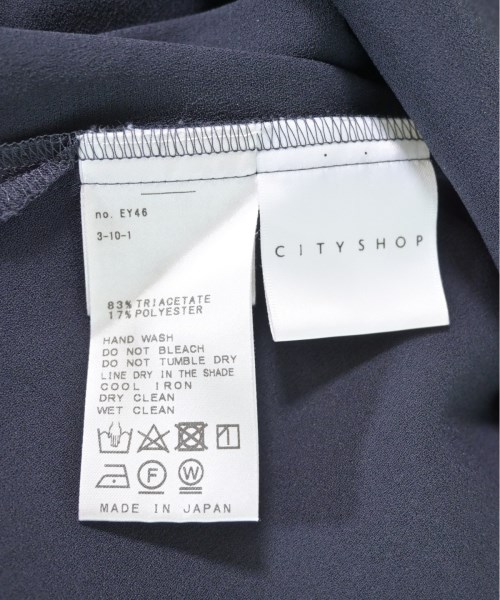 no. EY46
3-10-1
83% TRIACETATE
17% POLYESTER
HAND WASH
DO NOT BLEACH
DO NOT TUMBLE DRY
LINE DRY IN THE SHADE
COOL IRON
DRY CLEAN
WET CLEAN
F W
MADE IN JAPAN
CITYSHOP